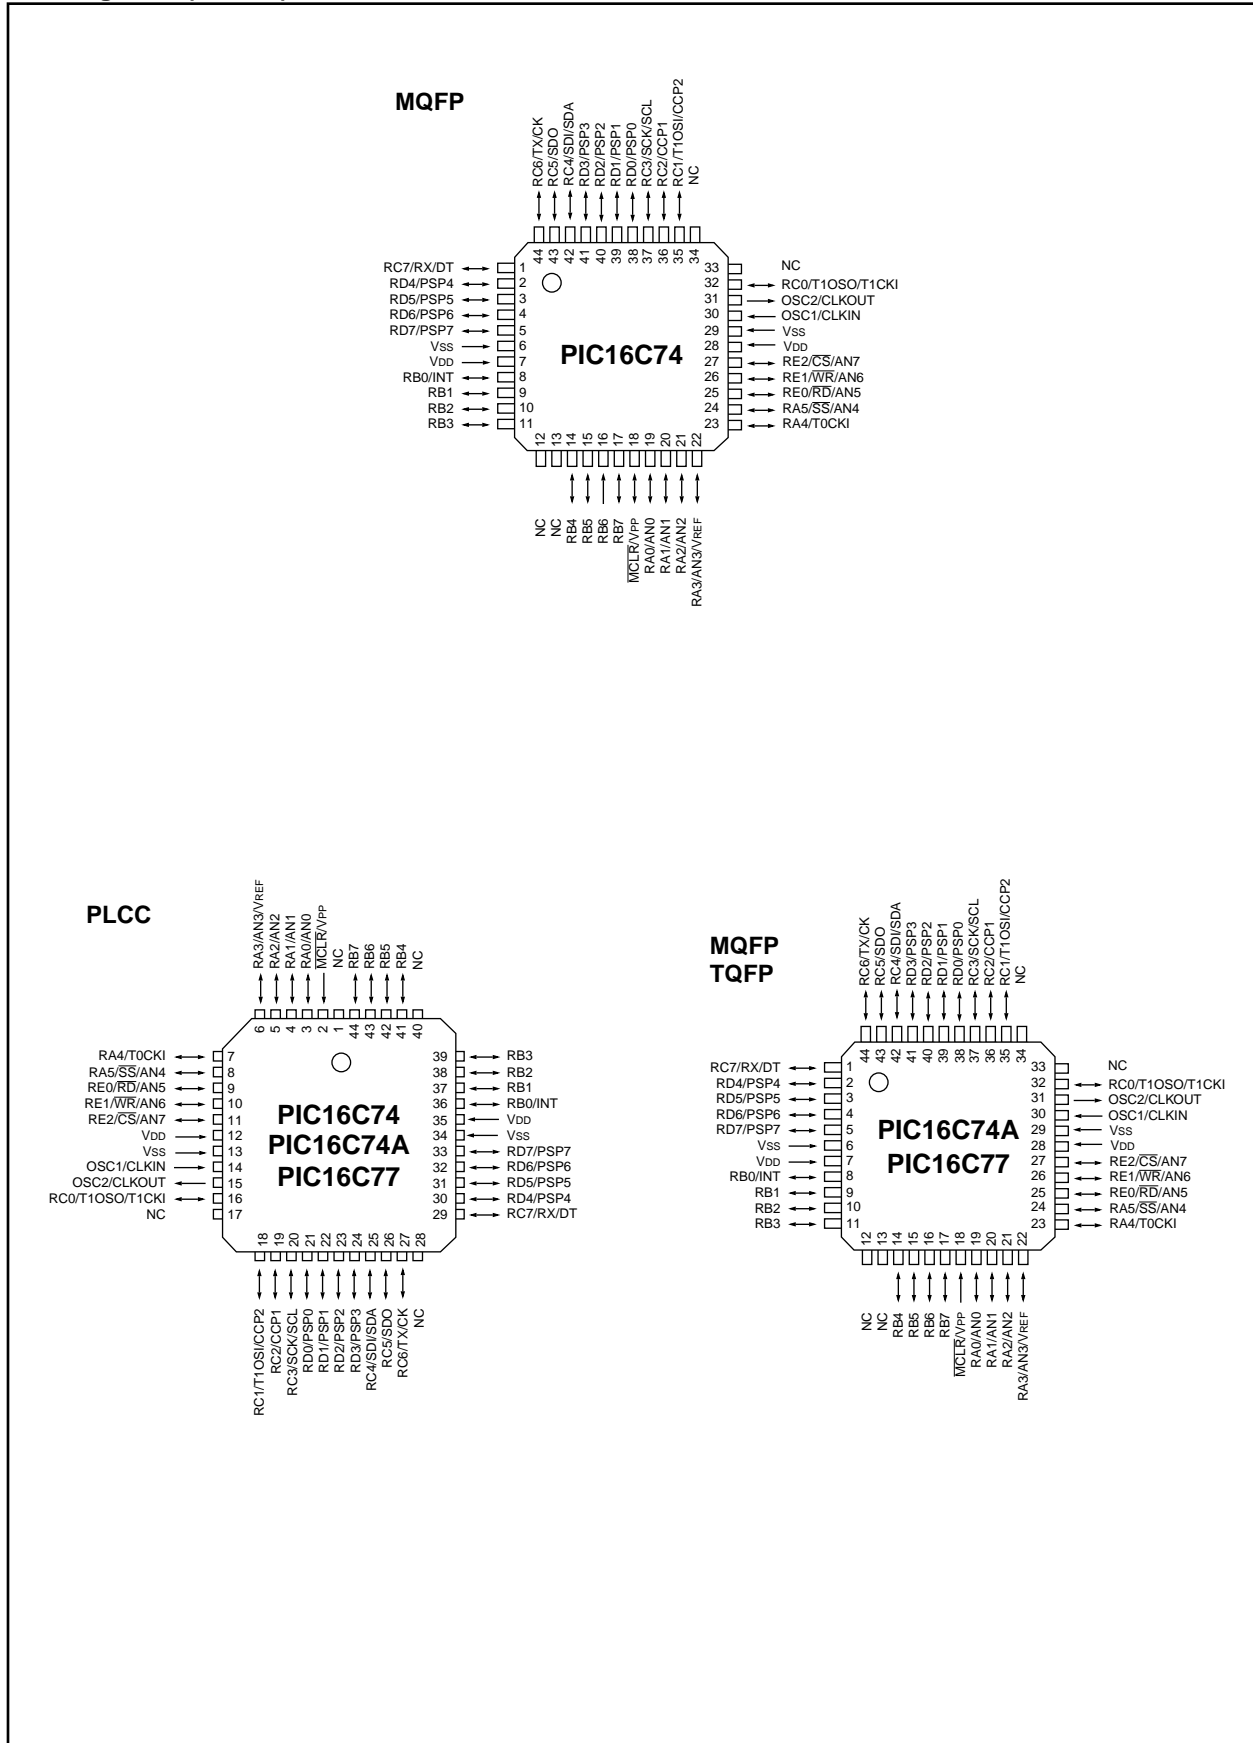 MQFP
RC6/TX/CK
RC5/SDO
RC4/SDI/SDA
RD3/PSP3
RD2/PSP2
RD1/PSP1
RD0/PSP0
RC3/SCK/SCL
RC2/CCP1
RC1/T1OSI/CCP2
NC
44 43 42 41 40 39 38 37 36 35 34
RC7/RX/DT 1
RD4/PSP4 2
RD5/PSP5 3
RD6/PSP6 4
RD7/PSP7 5
VSS 6
VDD 7
RB0/INT 8
RB1 9
RB2 10
RB3 11
PIC16C74
33 NC
32 RC0/T1OSO/T1CKI
31 OSC2/CLKOUT
30 OSC1/CLKIN
29 VSS
28 VDD
27 RE2/CS/AN7
26 RE1/WR/AN6
25 RE0/RD/AN5
24 RA5/SS/AN4
23 RA4/T0CKI
12 13 14 15 16 17 18 19 20 21 22
NC
NC
RB4
RB5
RB6
RB7
MCLR/VPP
RA0/AN0
RA1/AN1
RA2/AN2
RA3/AN3/VREF
PLCC
RA3/AN3/VREF
RA2/AN2
RA1/AN1
RA0/AN0
MCLR/VPP
NC
RB7
RB6
RB5
RB4
NC
6 5 4 3 2 1 44 43 42 41 40
RA4/T0CKI 7
RA5/SS/AN4 8
RE0/RD/AN5 9
RE1/WR/AN6 10
RE2/CS/AN7 11
VDD 12
VSS 13
OSC1/CLKIN 14
OSC2/CLKOUT 15
RC0/T1OSO/T1CKI 16
NC 17
PIC16C74
PIC16C74A
PIC16C77
39 RB3
38 RB2
37 RB1
36 RB0/INT
35 VDD
34 VSS
33 RD7/PSP7
32 RD6/PSP6
31 RD5/PSP5
30 RD4/PSP4
29 RC7/RX/DT
18 19 20 21 22 23 24 25 26 27 28
RC1/T1OSI/CCP2
RC2/CCP1
RC3/SCK/SCL
RD0/PSP0
RD1/PSP1
RD2/PSP2
RD3/PSP3
RC4/SDI/SDA
RC5/SDO
RC6/TX/CK
NC
MQFP
TQFP
RC6/TX/CK
RC5/SDO
RC4/SDI/SDA
RD3/PSP3
RD2/PSP2
RD1/PSP1
RD0/PSP0
RC3/SCK/SCL
RC2/CCP1
RC1/T1OSI/CCP2
NC
44 43 42 41 40 39 38 37 36 35 34
RC7/RX/DT 1
RD4/PSP4 2
RD5/PSP5 3
RD6/PSP6 4
RD7/PSP7 5
VSS 6
VDD 7
RB0/INT 8
RB1 9
RB2 10
RB3 11
PIC16C74A
PIC16C77
33 NC
32 RC0/T1OSO/T1CKI
31 OSC2/CLKOUT
30 OSC1/CLKIN
29 VSS
28 VDD
27 RE2/CS/AN7
26 RE1/WR/AN6
25 RE0/RD/AN5
24 RA5/SS/AN4
23 RA4/T0CKI
12 13 14 15 16 17 18 19 20 21 22
NC
NC
RB4
RB5
RB6
RB7
MCLR/VPP
RA0/AN0
RA1/AN1
RA2/AN2
RA3/AN3/VREF